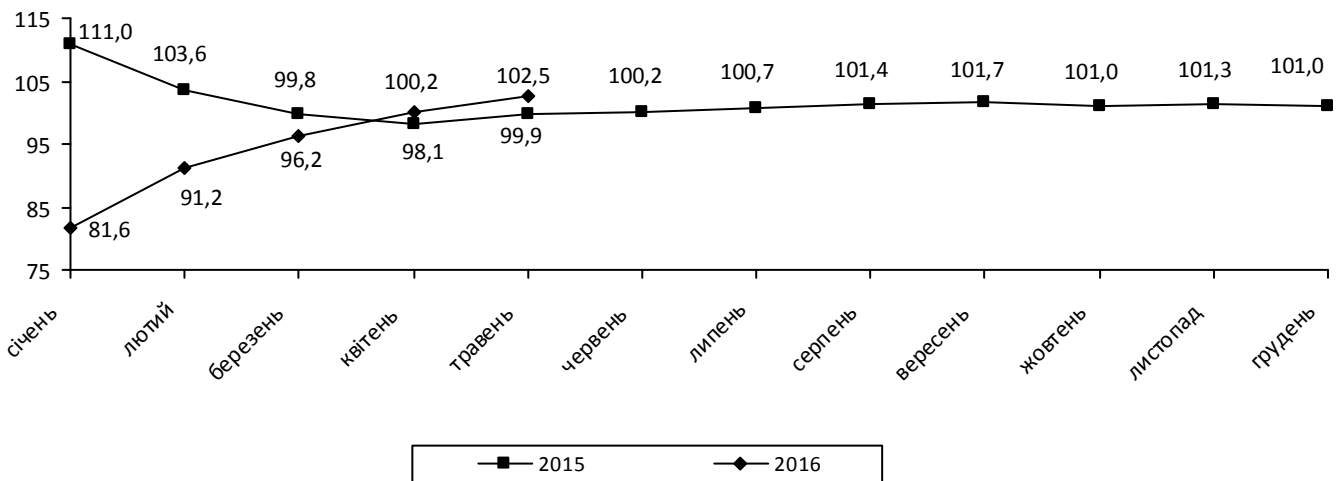 115
111,0
103,6
99,8
100,2
102,5
100,2
100,7
101,4
101,7
101,0
101,3
101,0
105
95
96,2
98,1
99,9
91,2
85
81,6
75
січень
лютий
березень
квітень
травень
червень
липень
серпень
вересень
жовтень
листопад
грудень
2015
2016